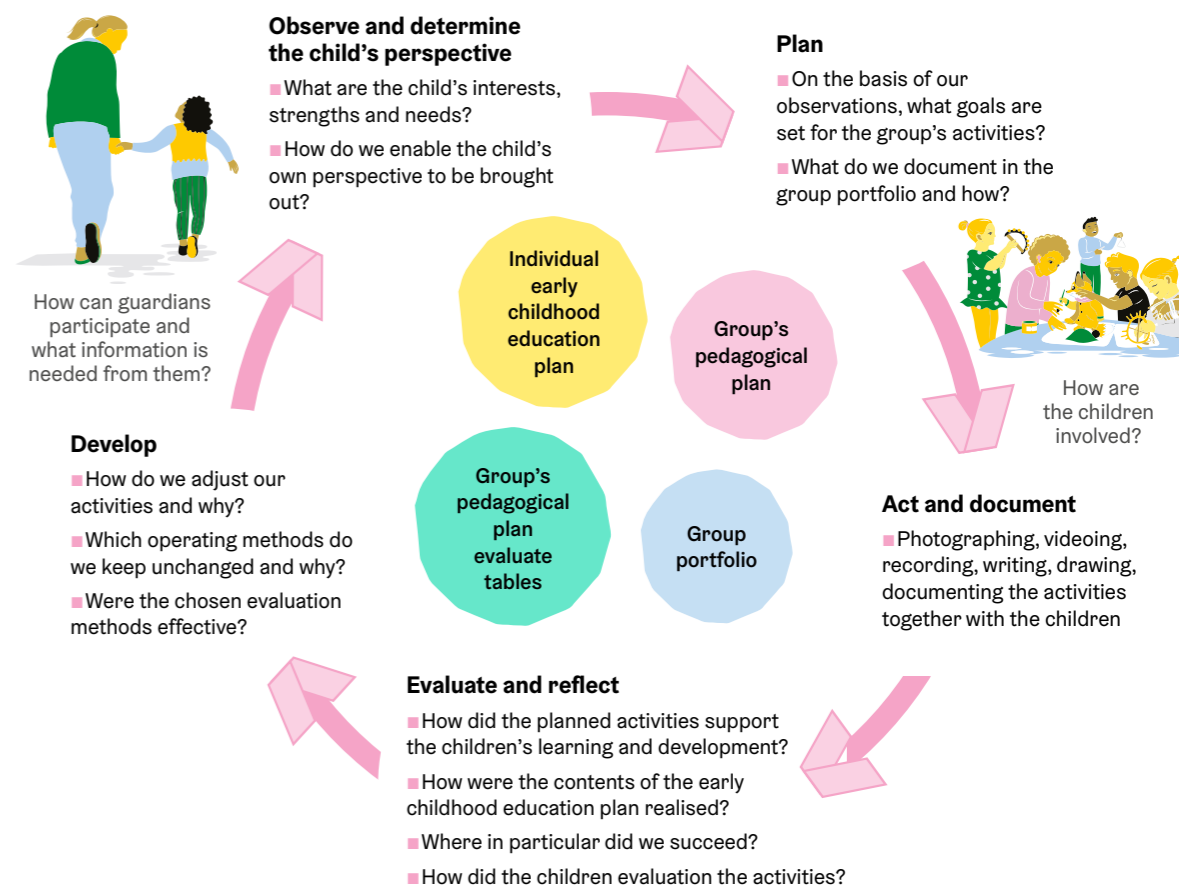 Observe and determine
the child's perspective
■What are the child's interests,
strengths and needs?
■How do we enable the child's
own perspective to be brought
out?
Plan
■On the basis of our
observations, what goals are
set for the group's activities?
■What do we document in the
group portfolio and how?
How can guardians
participate and
what information is
needed from them?
Individual
early
childhood
education
plan
Group's
pedagogical
plan
How are
the children
involved?
Develop
■How do we adjust our
activities and why?
■Which operating methods do
we keep unchanged and why?
■Were the chosen evaluation
methods effective?
Group's
pedagogical
plan
evaluate
tables
Group
portfolio
Act and document
■Photographing, videoing,
recording, writing, drawing,
documenting the activities
together with the children
Evaluate and reflect
■How did the planned activities support
the children's learning and development?
■How were the contents of the early
childhood education plan realised?
■Where in particular did we succeed?
■How did the children evaluation the activities?